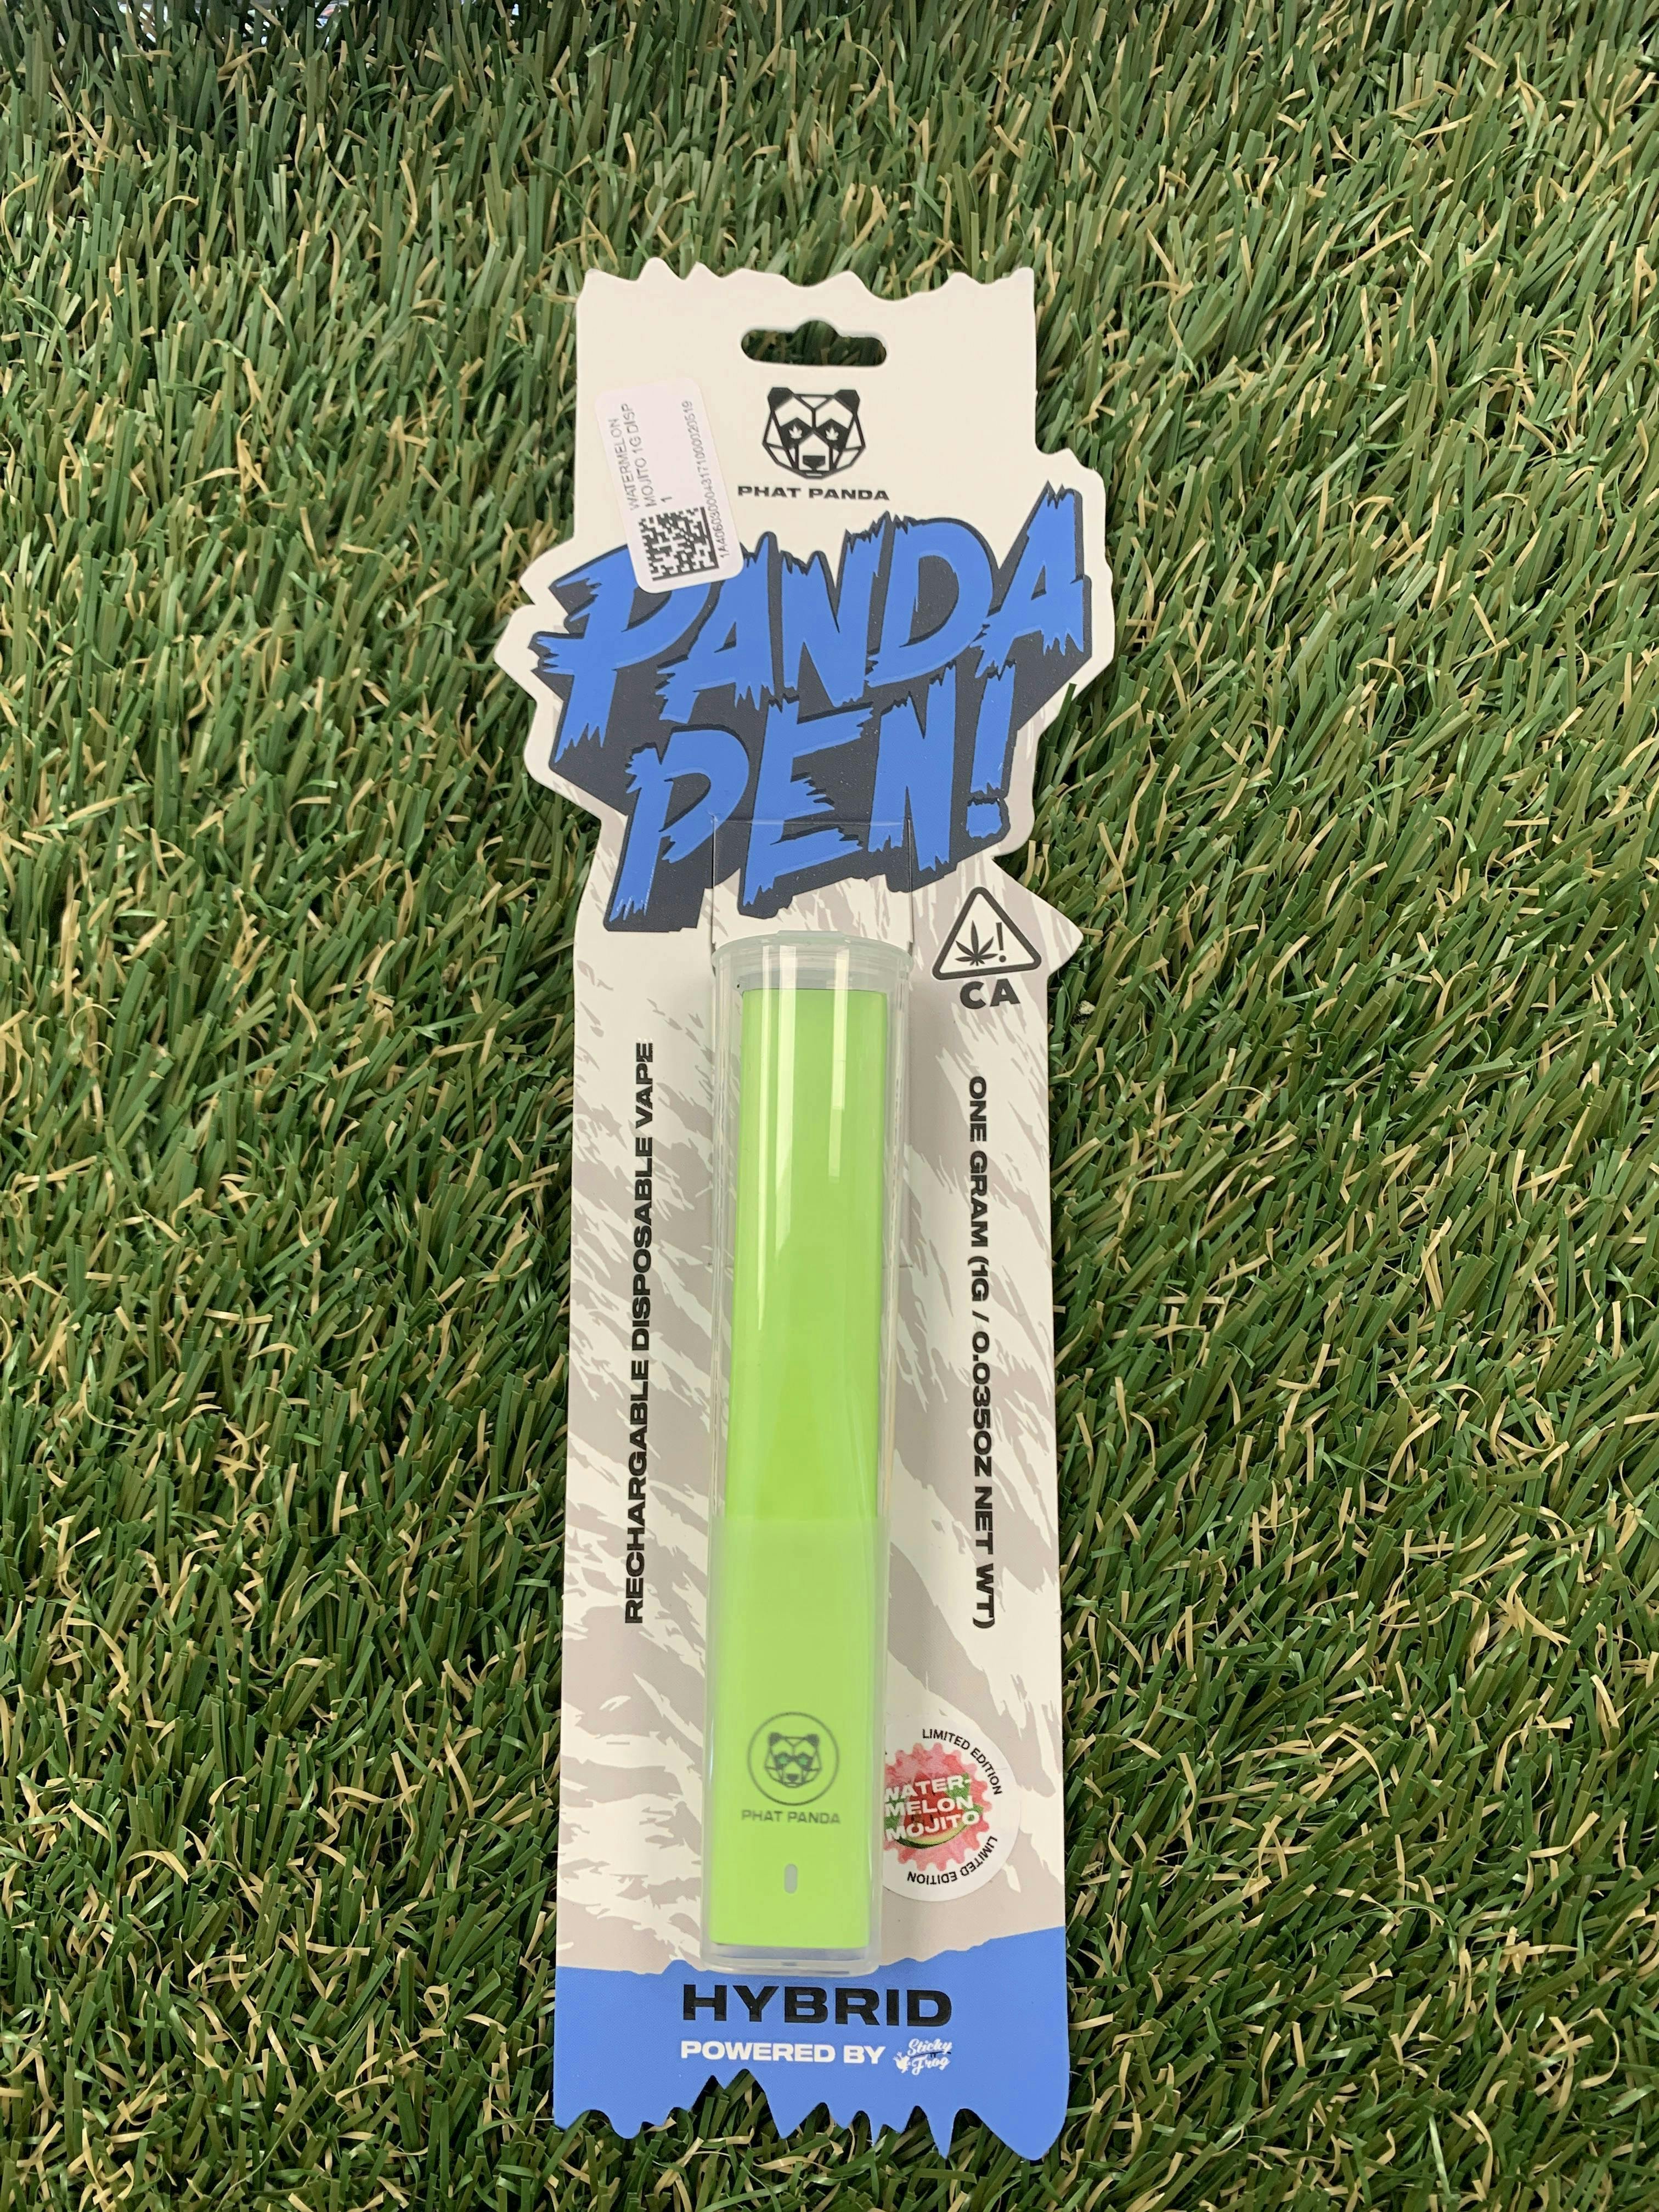 PHAT PANDA
WATERMELON
MOJITO 1G DISP
1
PANDA
PEN!
CA
RECHARGABLE DISPOSABLE VAPE
ONE GRAM (1G / 0.035OZ NET WT)
PHAT PANDA
LIMITED EDITION
WATER-
MELON
MOJITO
LIMITED EDITION
HYBRID
POWERED BY Sticky
Frog